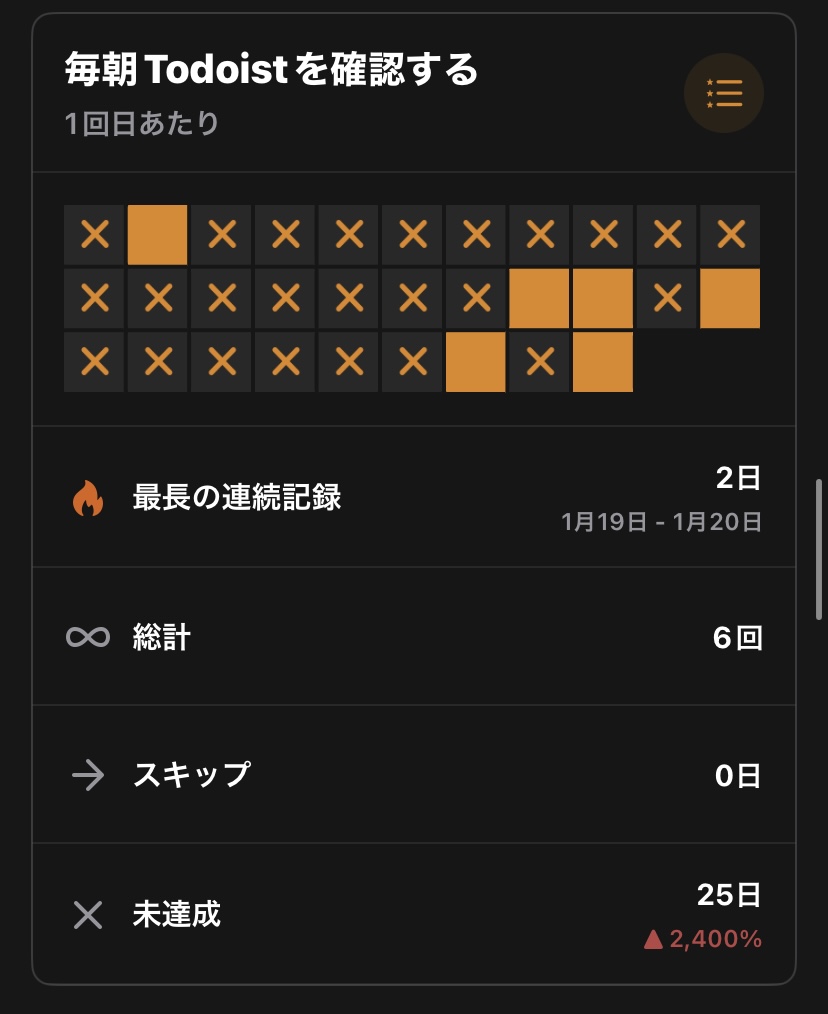 毎朝Todoistを確認する
1回日あたり
最長の連続記録
2日
1月19日 - 1月20日
総計
6回
スキップ
0日
未達成
25日
▲2,400%